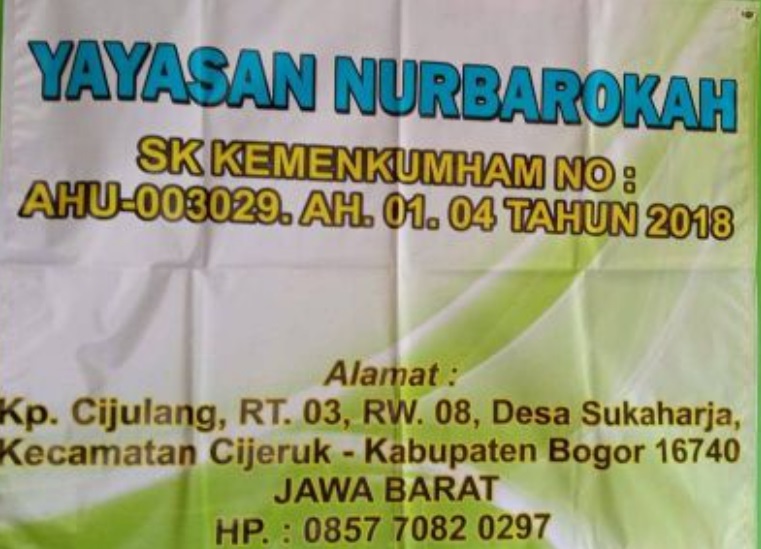 YAYASAN NURBAROKAH
SK KEMENKUMHAM NO :
AHU-003029. AH. 01. 04 TAHUN 2018
Alamat :
Kp. Cijulang, RT. 03, RW. 08, Desa Sukaharja,
Kecamatan Cijeruk - Kabupaten Bogor 16740
JAWA BARAT
HP. : 0857 7082 0297